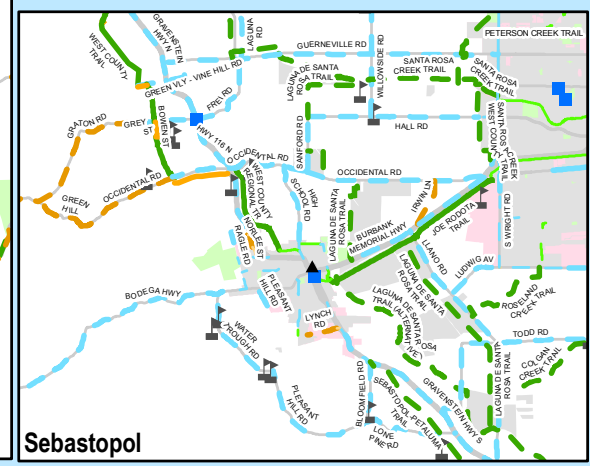 PETERSON CREEK TRAIL
GRAVENSTEIN
HWY N
LAGUNA
RD
GUERNEVILLE RD
WEST COUNTY
TRAIL
WILLOWSIDE RD
SANTA ROSA
CREEK TRAIL
SANTA ROSA
CREEK TRAIL
LAGUNA DE SANTA
ROSA TRAIL
GREEN VLY - VINE HILL RD
FREI RD
GRATON RD
GREY
ST
BOWEN ST
HWY 116 N
SANFORD RD
HALL RD
SANTA ROSA CREEK
WEST COUNTY
TRAIL
OCCIDENTAL RD
OCCIDENTAL RD
OCCIDENTAL RD
GREEN
HILL
WEST COUNTY
REGIONAL TR
HIGH
SCHOOL RD
LAGUNA DE SANTA
ROSA TRAIL
IRWIN LN
JOE RODOTA
TRAIL
S WRIGHT RD
NORLEE ST
RAGLE RD
BURBANK
MEMORIAL HWY
LLANO RD
LUDWIG AV
LAGUNA DE SANTA
ROSA TRAIL
BODEGA HWY
PLEASANT
HILL RD
LAGUNA DE SANTA ROSA
TRAIL (ALTERNATIVE)
ROSELAND
CREEK TRAIL
LYNCH
RD
WATER
TROUGH RD
TODD RD
COLGAN
CREEK TRAIL
LAGUNA DE SANTA
ROSA TRAIL
PLEASANT
HILL RD
BLOOMFIELD RD
GRAVENSTEIN HWY S
SEBASTOPOL-PETALUMA
TRAIL
LONE
PINE RD
Sebastopol